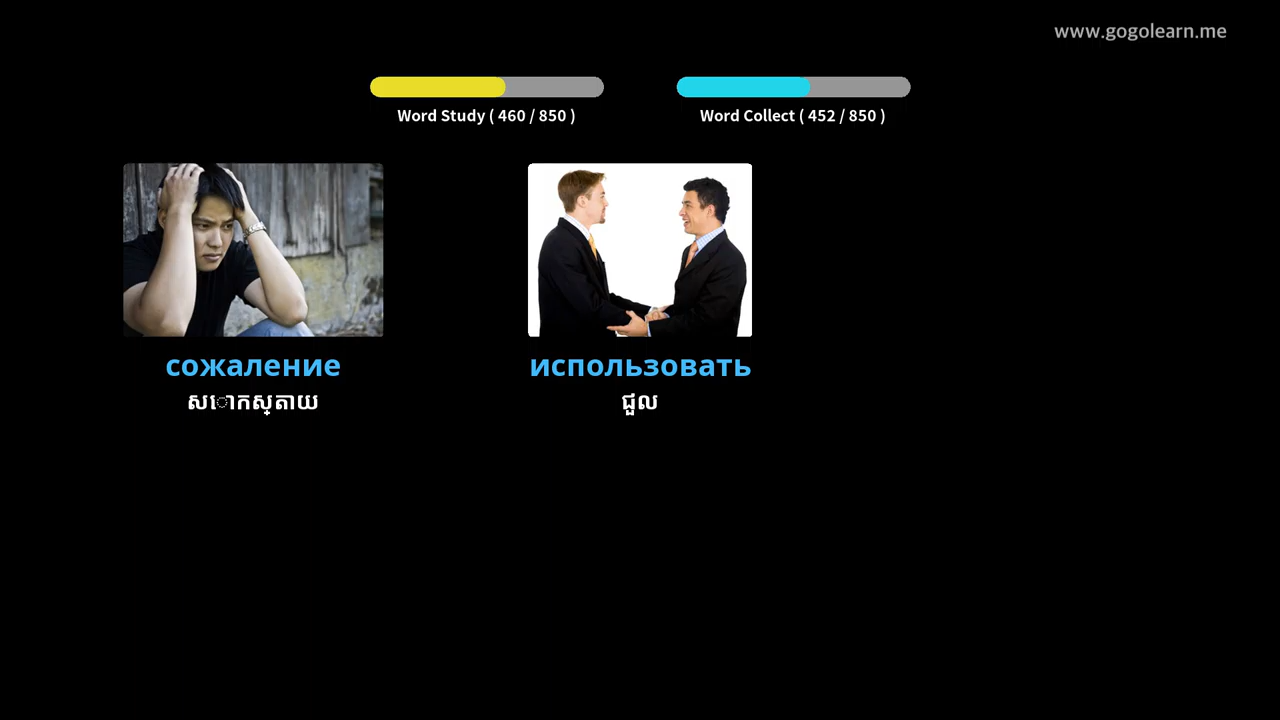 www.gogolearn.me
Word Study ( 460 / 850 )
Word Collect ( 452 / 850 )
сожаление
សោកស្តាយ
использовать
ជួល